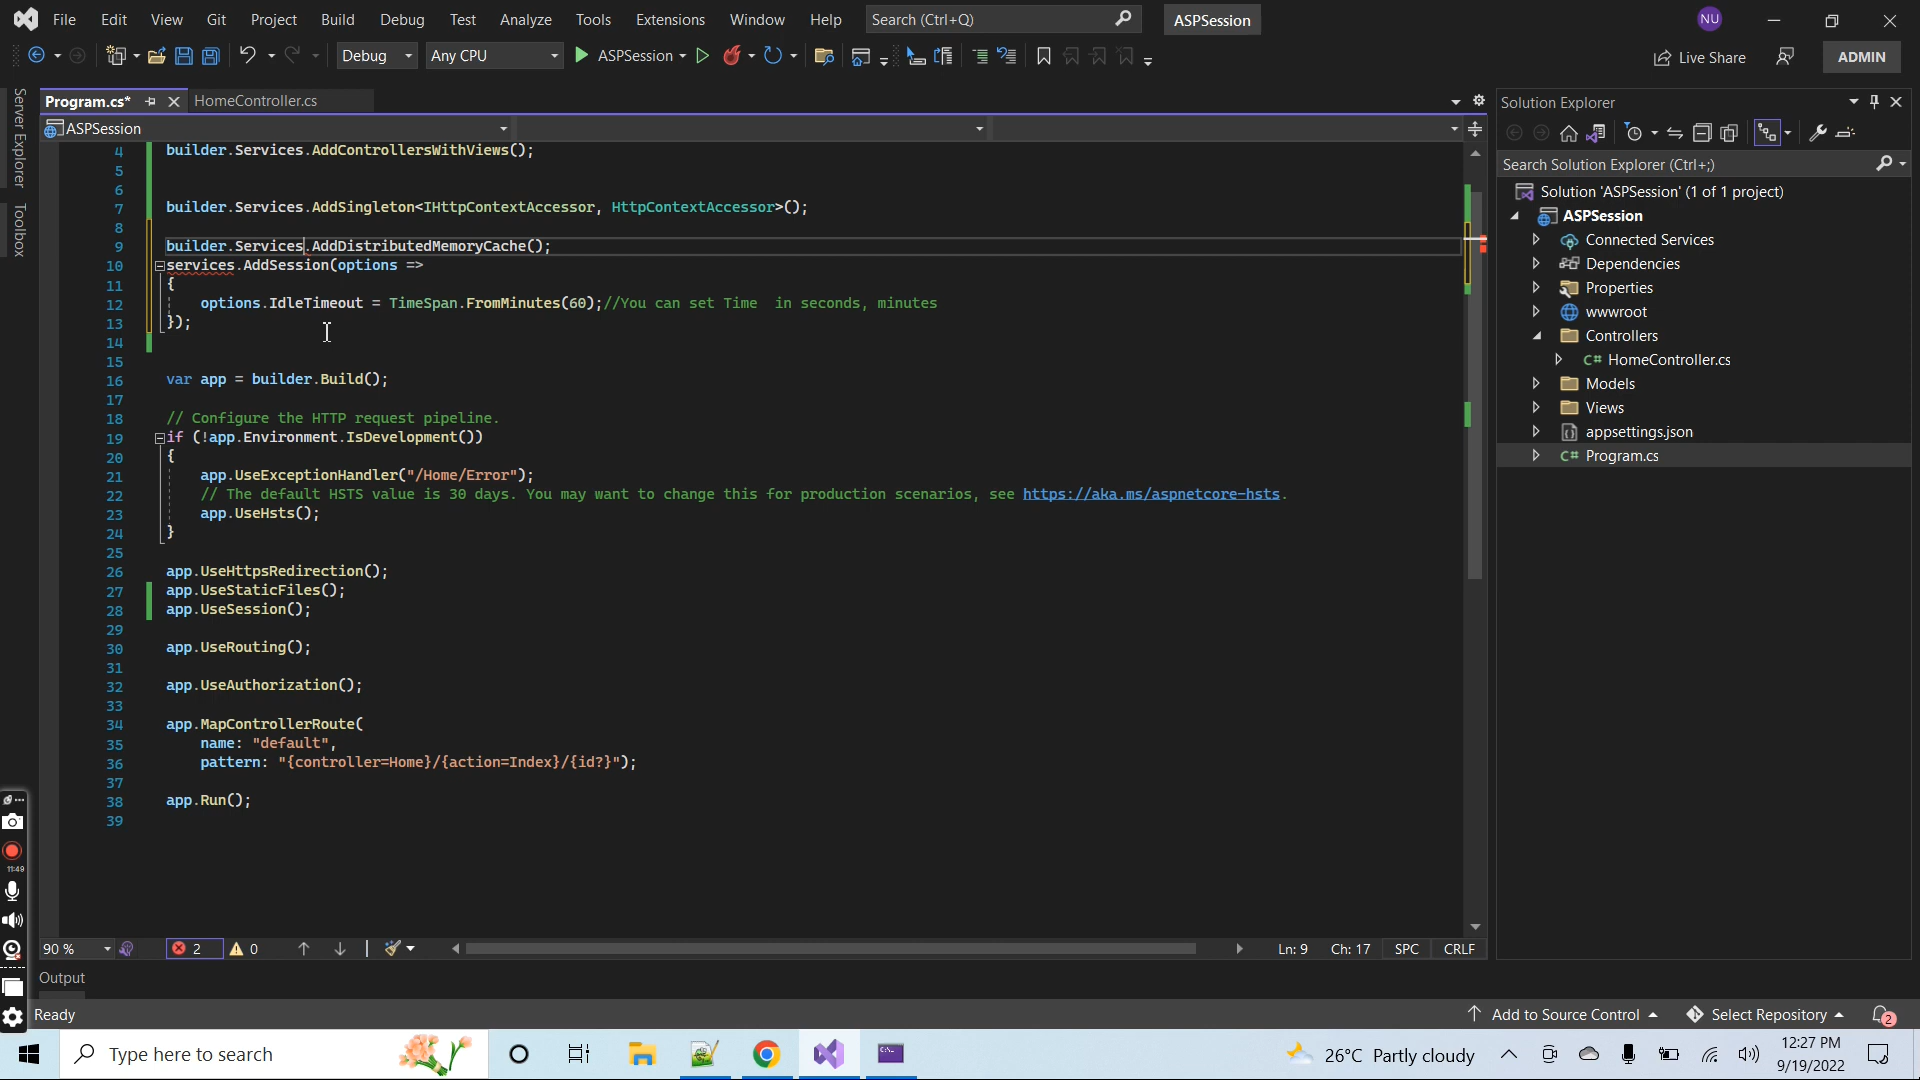 File Edit View Git Project Build Debug Test Analyze Tools Extensions Window Help Search (Ctrl+Q) ASPSession NU
Debug Any CPU ASPSession Live Share ADMIN
Server Explorer
Toolbox
Program.cs* HomeController.cs
ASPSession
4 builder.Services.AddControllersWithViews();
5
6
7 builder.Services.AddSingleton<IHttpContextAccessor, HttpContextAccessor>();
8
9 builder.Services.AddDistributedMemoryCache();
10 services.AddSession(options =>
11 {
12 options.IdleTimeout = TimeSpan.FromMinutes(60);//You can set Time  in seconds, minutes
13 });
14
15
16 var app = builder.Build();
17
18 // Configure the HTTP request pipeline.
19 if (!app.Environment.IsDevelopment())
20 {
21 app.UseExceptionHandler("/Home/Error");
22 // The default HSTS value is 30 days. You may want to change this for production scenarios, see https://aka.ms/aspnetcore-hsts.
23 app.UseHsts();
24 }
25
26 app.UseHttpsRedirection();
27 app.UseStaticFiles();
28 app.UseSession();
29
30 app.UseRouting();
31
32 app.UseAuthorization();
33
34 app.MapControllerRoute(
35 name: "default",
36 pattern: "{controller=Home}/{action=Index}/{id?}");
37
38 app.Run();
39
90 % 2 0 Ln: 9 Ch: 17 SPC CRLF
Output
Ready Add to Source Control Select Repository 2
Solution Explorer
Search Solution Explorer (Ctrl+;)
Solution 'ASPSession' (1 of 1 project)
ASPSession
Connected Services
Dependencies
Properties
wwwroot
Controllers
C# HomeController.cs
Models
Views
appsettings.json
C# Program.cs
11:49
Type here to search 26°C Partly cloudy 12:27 PM
9/19/2022